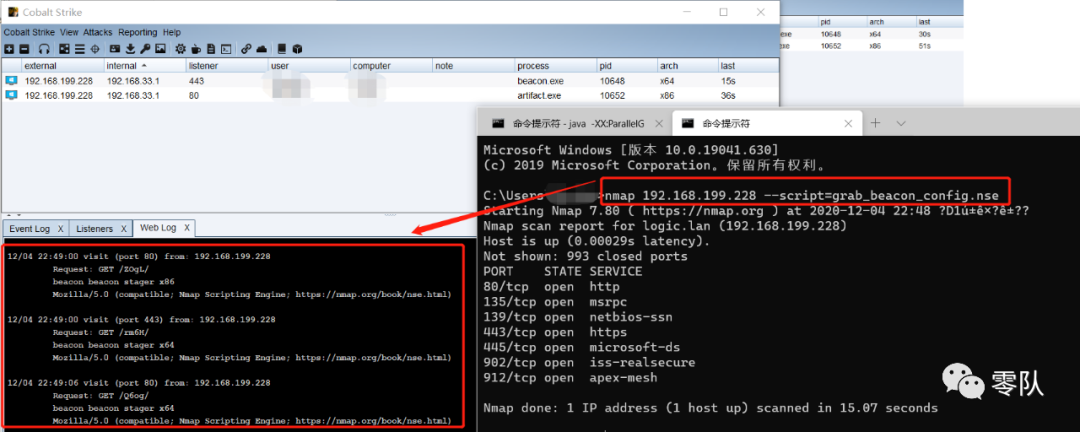 Cobalt Strike
Cobalt Strike View Attacks Reporting Help
external internal listener user computer note process pid arch last
192.168.199.228 192.168.33.1 443 beacon.exe 10648 x64 15s
192.168.199.228 192.168.33.1 80 artifact.exe 10652 x86 36s
pid arch last
exe 10648 x64 30s
exe 10652 x86 51s
Event Log X Listeners X Web Log X
12/04 22:49:00 visit (port 80) from: 192.168.199.228
Request: GET /ZOgL/
beacon beacon stager x86
Mozilla/5.0 (compatible; Nmap Scripting Engine; https://nmap.org/book/nse.html)
12/04 22:49:00 visit (port 443) from: 192.168.199.228
Request: GET /rm6H/
beacon beacon stager x64
Mozilla/5.0 (compatible; Nmap Scripting Engine; https://nmap.org/book/nse.html)
12/04 22:49:06 visit (port 80) from: 192.168.199.228
Request: GET /Q6og/
beacon beacon stager x64
Mozilla/5.0 (compatible; Nmap Scripting Engine; https://nmap.org/book/nse.html)
命令提示符 - java -XX:ParallelG
命令提示符
Microsoft Windows [版本 10.0.19041.630]
(c) 2019 Microsoft Corporation。保留所有权利。
C:\Users nmap 192.168.199.228 --script=grab_beacon_config.nse
Starting Nmap 7.80 ( https://nmap.org ) at 2020-12-04 22:48 ?D1ú±ê×?ê±??
Nmap scan report for logic.lan (192.168.199.228)
Host is up (0.00029s latency).
Not shown: 993 closed ports
PORT STATE SERVICE
80/tcp open http
135/tcp open msrpc
139/tcp open netbios-ssn
443/tcp open https
445/tcp open microsoft-ds
902/tcp open iss-realsecure
912/tcp open apex-mesh
Nmap done: 1 IP address (1 host up) scanned in 15.07 seconds
零队